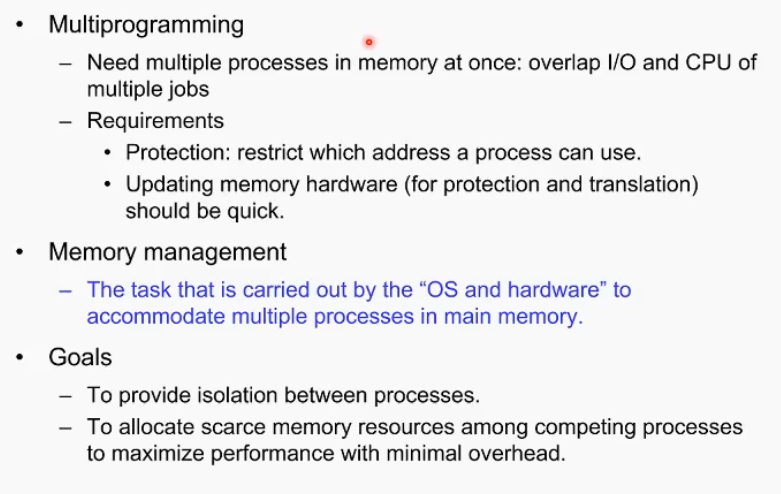 • Multiprogramming
– Need multiple processes in memory at once: overlap I/O and CPU of
multiple jobs
– Requirements
• Protection: restrict which address a process can use.
• Updating memory hardware (for protection and translation)
should be quick.
• Memory management
– The task that is carried out by the “OS and hardware” to
accommodate multiple processes in main memory.
• Goals
– To provide isolation between processes.
– To allocate scarce memory resources among competing processes
to maximize performance with minimal overhead.